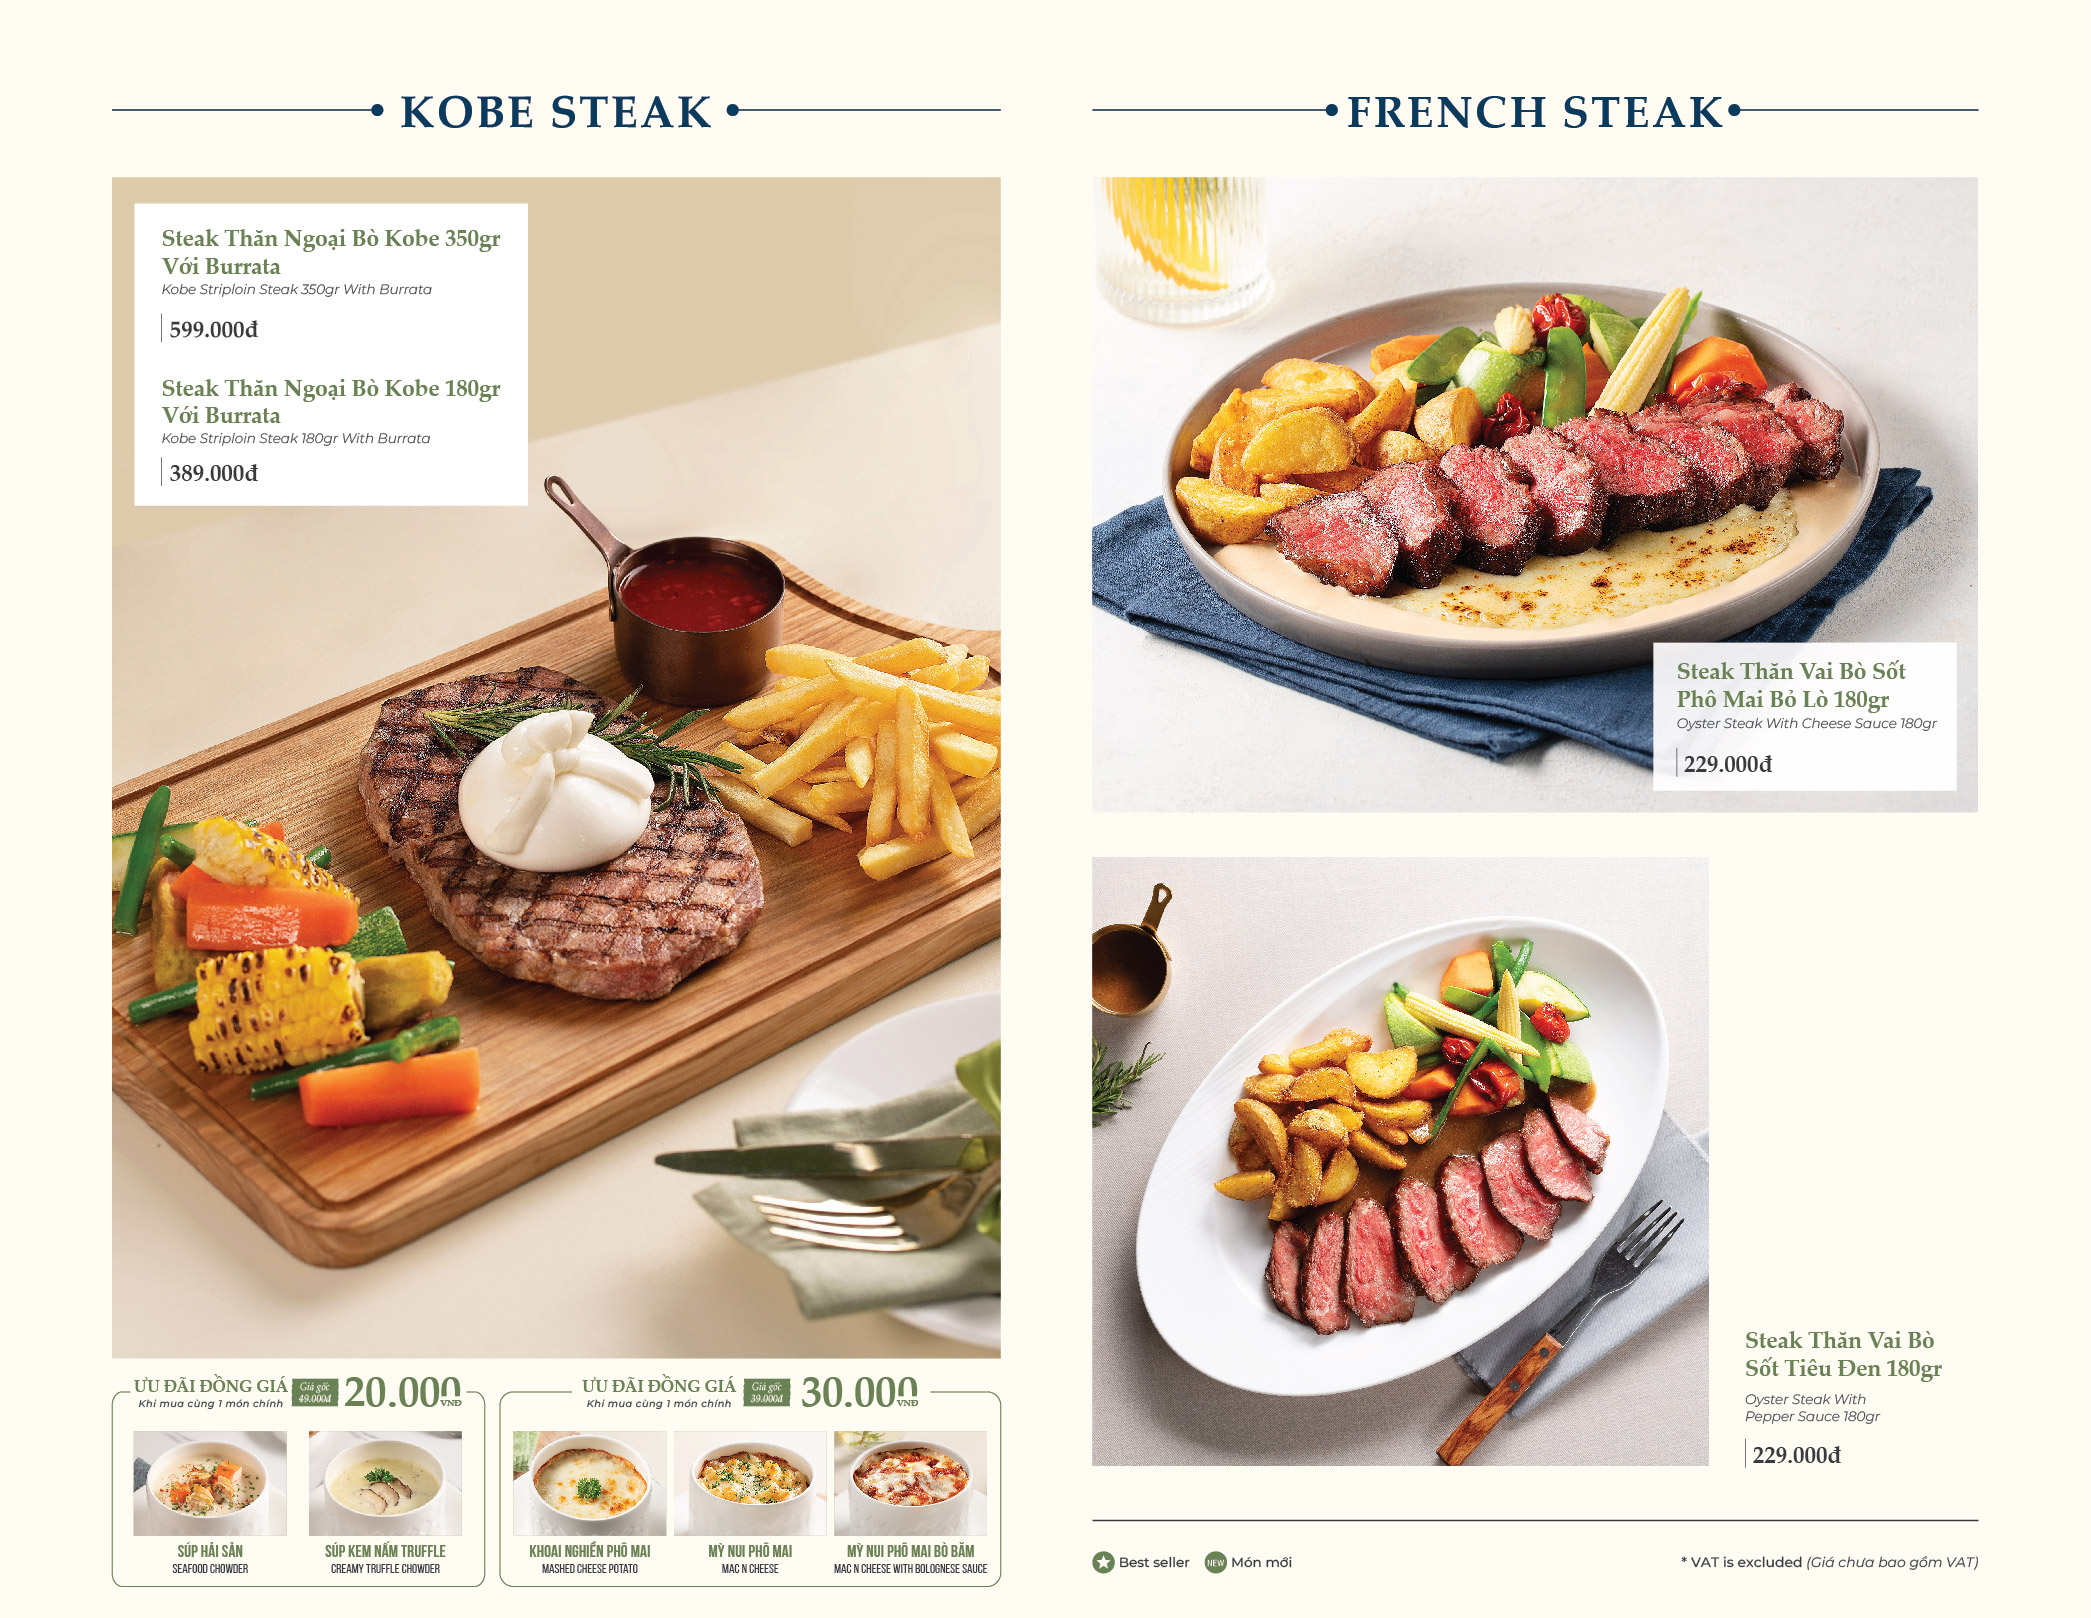 KOBE STEAK
Steak Thăn Ngoại Bò Kobe 350gr
Với Burrata
Kobe Striploin Steak 350gr With Burrata
599.000đ
Steak Thăn Ngoại Bò Kobe 180gr
Với Burrata
Kobe Striploin Steak 180gr With Burrata
389.000đ
ƯU ĐÃI ĐỒNG GIÁ
Khi mua cùng 1 món chính
Giá gốc
49.000đ
20.000
VNĐ
SÚP HẢI SẢN
SEAFOOD CHOWDER
SÚP KEM NẤM TRUFFLE
CREAMY TRUFFLE CHOWDER
ƯU ĐÃI ĐỒNG GIÁ
Khi mua cùng 1 món chính
Giá gốc
39.000đ
30.000
VNĐ
KHOAI NGHIỀN PHÔ MAI
MASHED CHEESE POTATO
MỲ NUI PHÔ MAI
MAC N CHEESE
MỲ NUI PHÔ MAI BÒ BẰM
MAC N CHEESE WITH BOLOGNESE SAUCE
FRENCH STEAK
Steak Thăn Vai Bò Sốt
Phô Mai Bỏ Lò 180gr
Oyster Steak With Cheese Sauce 180gr
229.000đ
Steak Thăn Vai Bò
Sốt Tiêu Đen 180gr
Oyster Steak With
Pepper Sauce 180gr
229.000đ
Best seller
NEW Món mới
* VAT is excluded (Giá chưa bao gồm VAT)